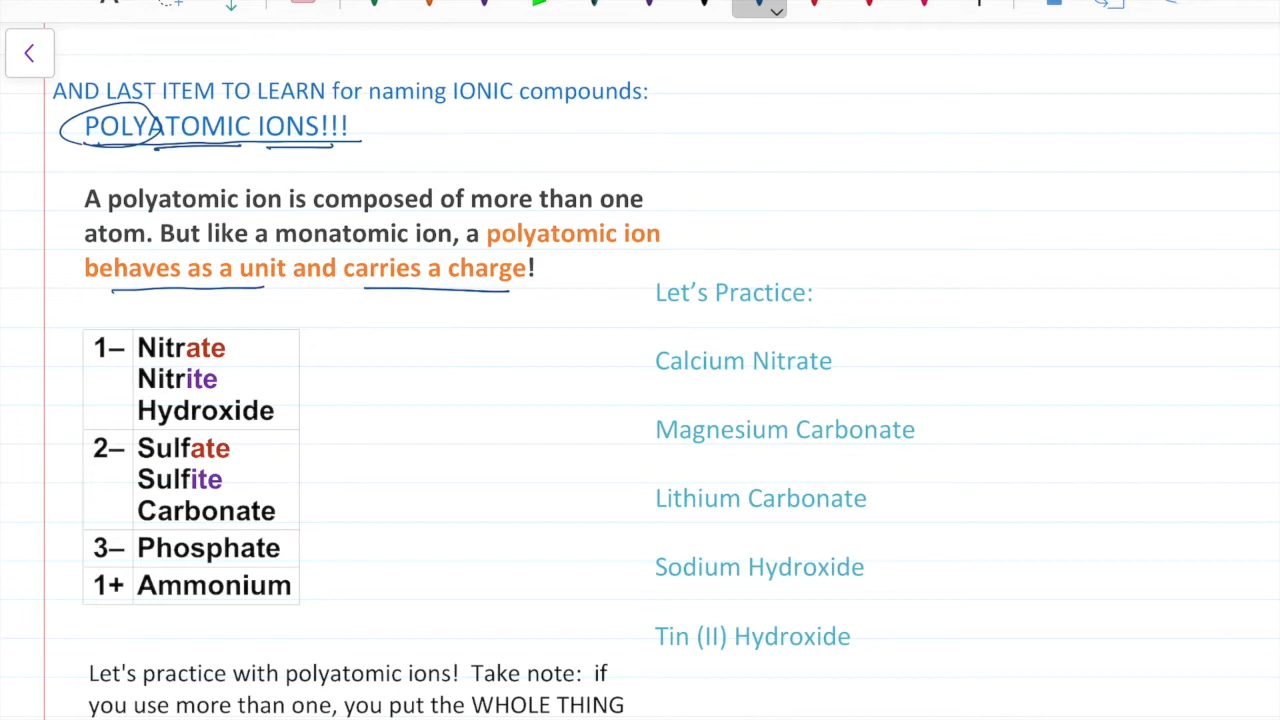 AND LAST ITEM TO LEARN for naming IONIC compounds:
POLYATOMIC IONS!!!
A polyatomic ion is composed of more than one
atom. But like a monatomic ion, a polyatomic ion
behaves as a unit and carries a charge!
1– Nitrate
Nitrite
Hydroxide
2– Sulfate
Sulfite
Carbonate
3– Phosphate
1+ Ammonium
Let's practice with polyatomic ions! Take note: if
you use more than one, you put the WHOLE THING
Let’s Practice:
Calcium Nitrate
Magnesium Carbonate
Lithium Carbonate
Sodium Hydroxide
Tin (II) Hydroxide